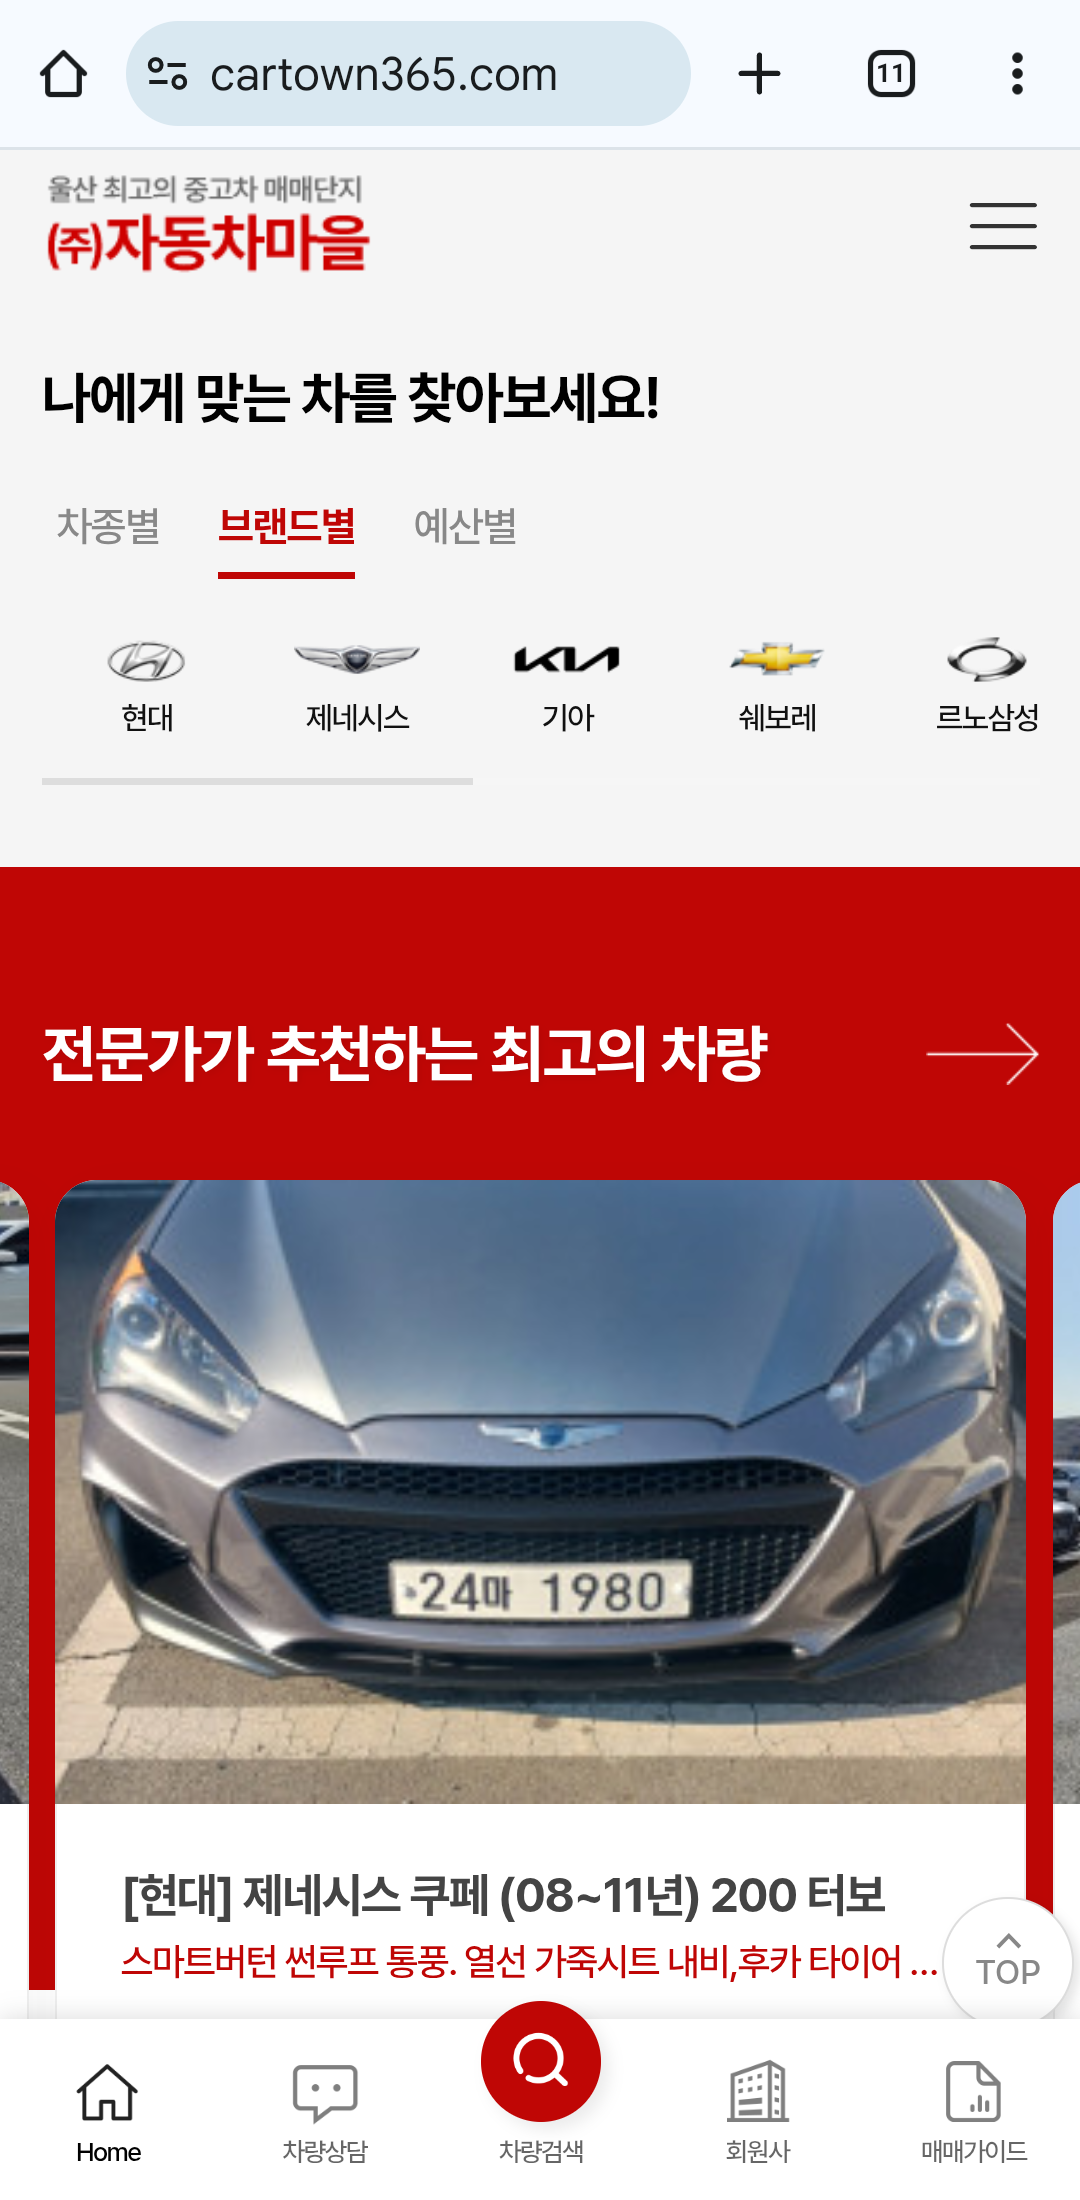 cartown365.com
11
울산 최고의 중고차 매매단지
㈜자동차마을
나에게 맞는 차를 찾아보세요!
차종별 브랜드별 예산별
KIA
현대 제네시스 기아 쉐보레 르노삼성
전문가가 추천하는 최고의 차량
24마 1980
[현대] 제네시스 쿠페 (08~11년) 200 터보
스마트버턴 썬루프 통풍. 열선 가죽시트 내비,후카 타이어 ...
TOP
Home 차량상담 차량검색 회원사 매매가이드